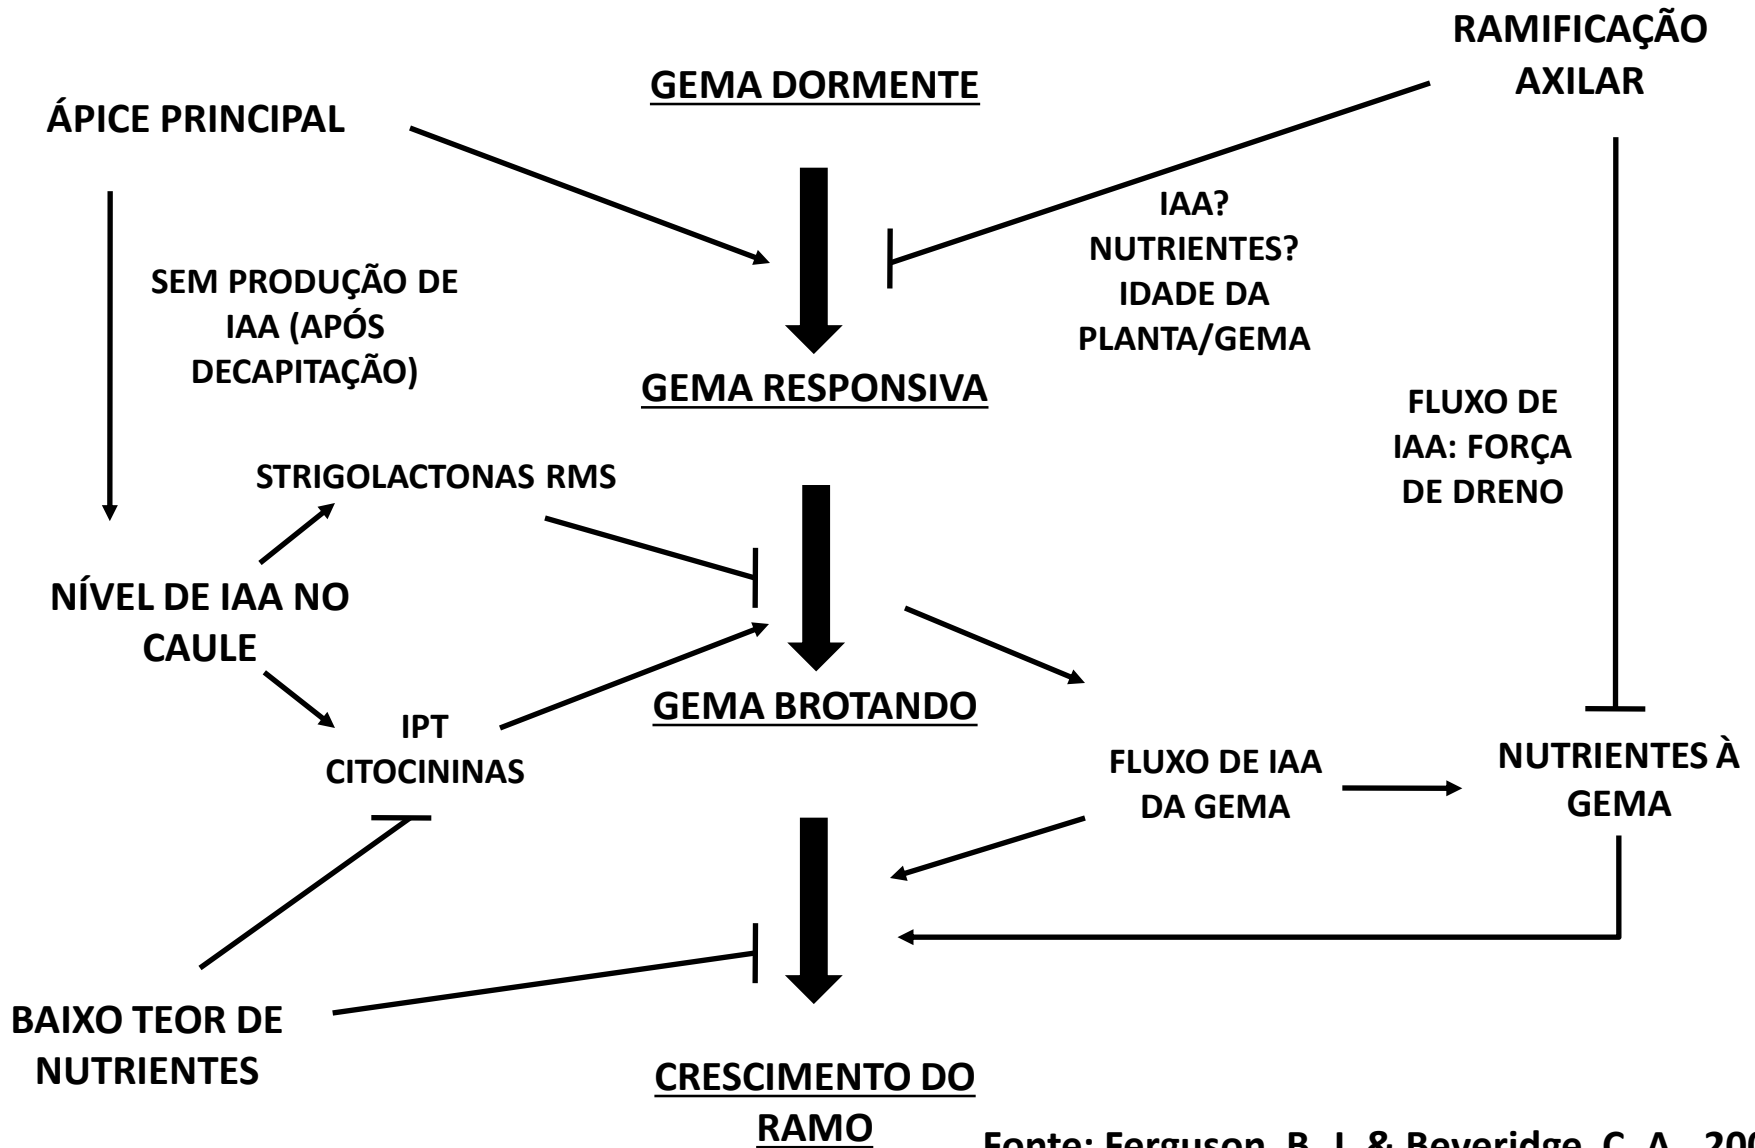 RAMIFICAÇÃO
AXILAR
GEMA DORMENTE
ÁPICE PRINCIPAL
IAA?
NUTRIENTES?
IDADE DA
PLANTA/GEMA
SEM PRODUÇÃO DE
IAA (APÓS
DECAPITAÇÃO)
GEMA RESPONSIVA
FLUXO DE
IAA: FORÇA
DE DRENO
STRIGOLACTONAS RMS
NÍVEL DE IAA NO
CAULE
GEMA BROTANDO
IPT
CITOCININAS
FLUXO DE IAA
DA GEMA
NUTRIENTES À
GEMA
BAIXO TEOR DE
NUTRIENTES
CRESCIMENTO DO
RAMO
Fonte: Ferguson, B. J. & Beveridge, C. A.,